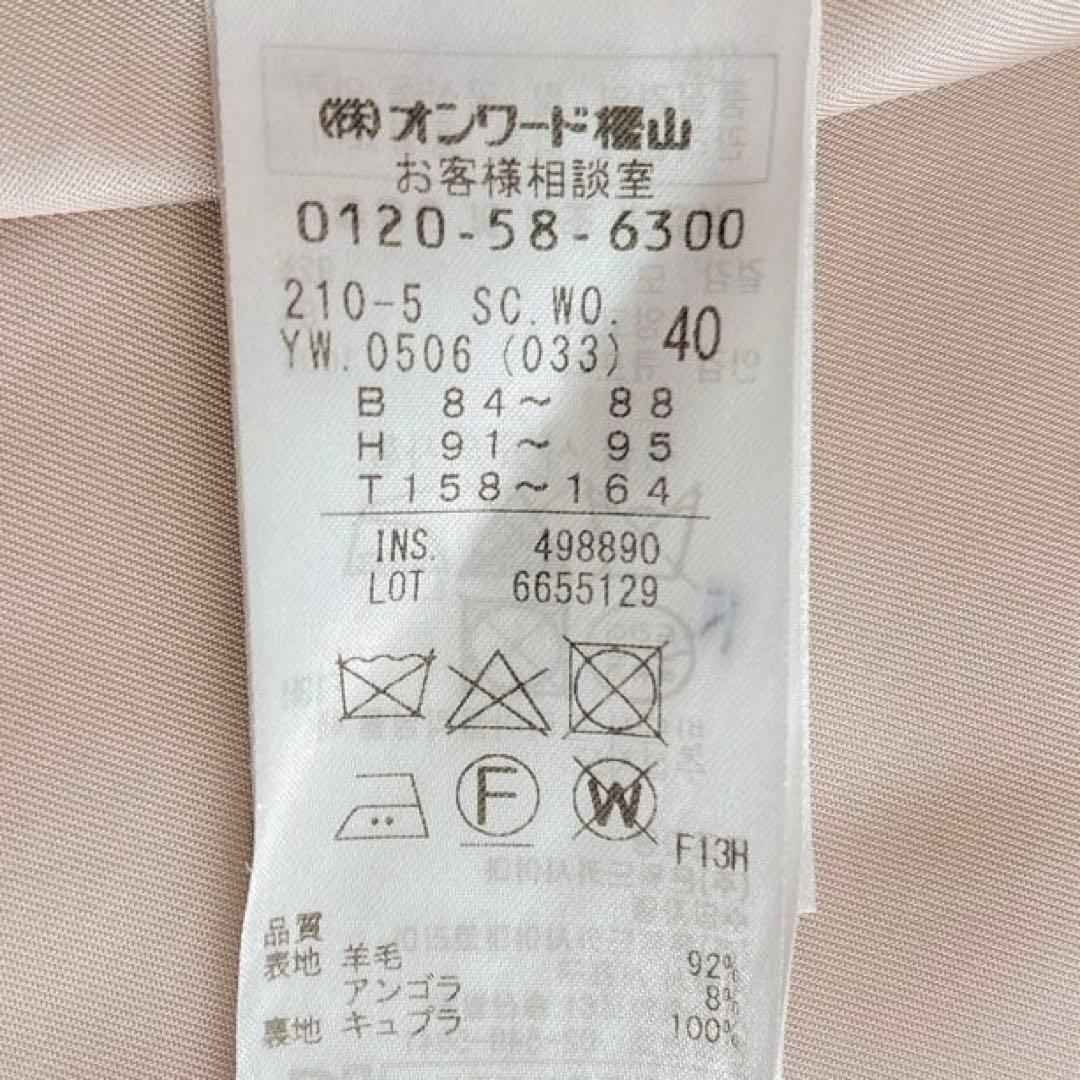 ㈱オンワード樫山
お客様相談室
0120-58-6300
210-5 SC.WO.
YW.0506 (033) 40
B 84～ 88
H 91～ 95
T158～164
INS. 498890
LOT 6655129
F W
F13H
品質
表地 羊毛 92%
アンゴラ 8%
裏地 キュプラ 100%